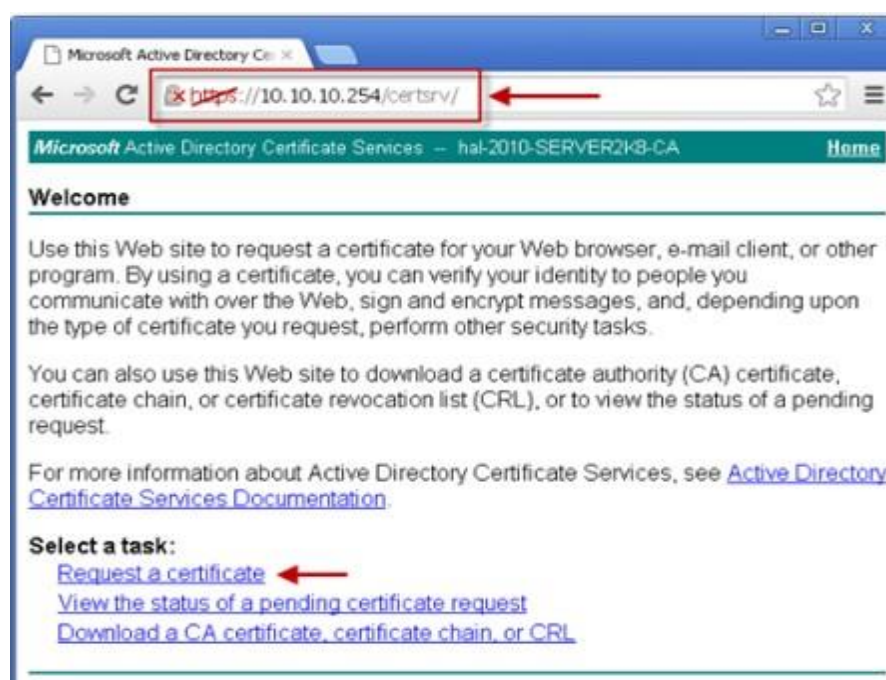 Microsoft Active Directory Ce
https://10.10.10.254/certsrv/
Microsoft Active Directory Certificate Services -- hal-2010-SERVER2K8-CA Home
Welcome
Use this Web site to request a certificate for your Web browser, e-mail client, or other
program. By using a certificate, you can verify your identity to people you
communicate with over the Web, sign and encrypt messages, and, depending upon
the type of certificate you request, perform other security tasks.
You can also use this Web site to download a certificate authority (CA) certificate,
certificate chain, or certificate revocation list (CRL), or to view the status of a pending
request.
For more information about Active Directory Certificate Services, see Active Directory
Certificate Services Documentation.
Select a task:
Request a certificate
View the status of a pending certificate request
Download a CA certificate, certificate chain, or CRL